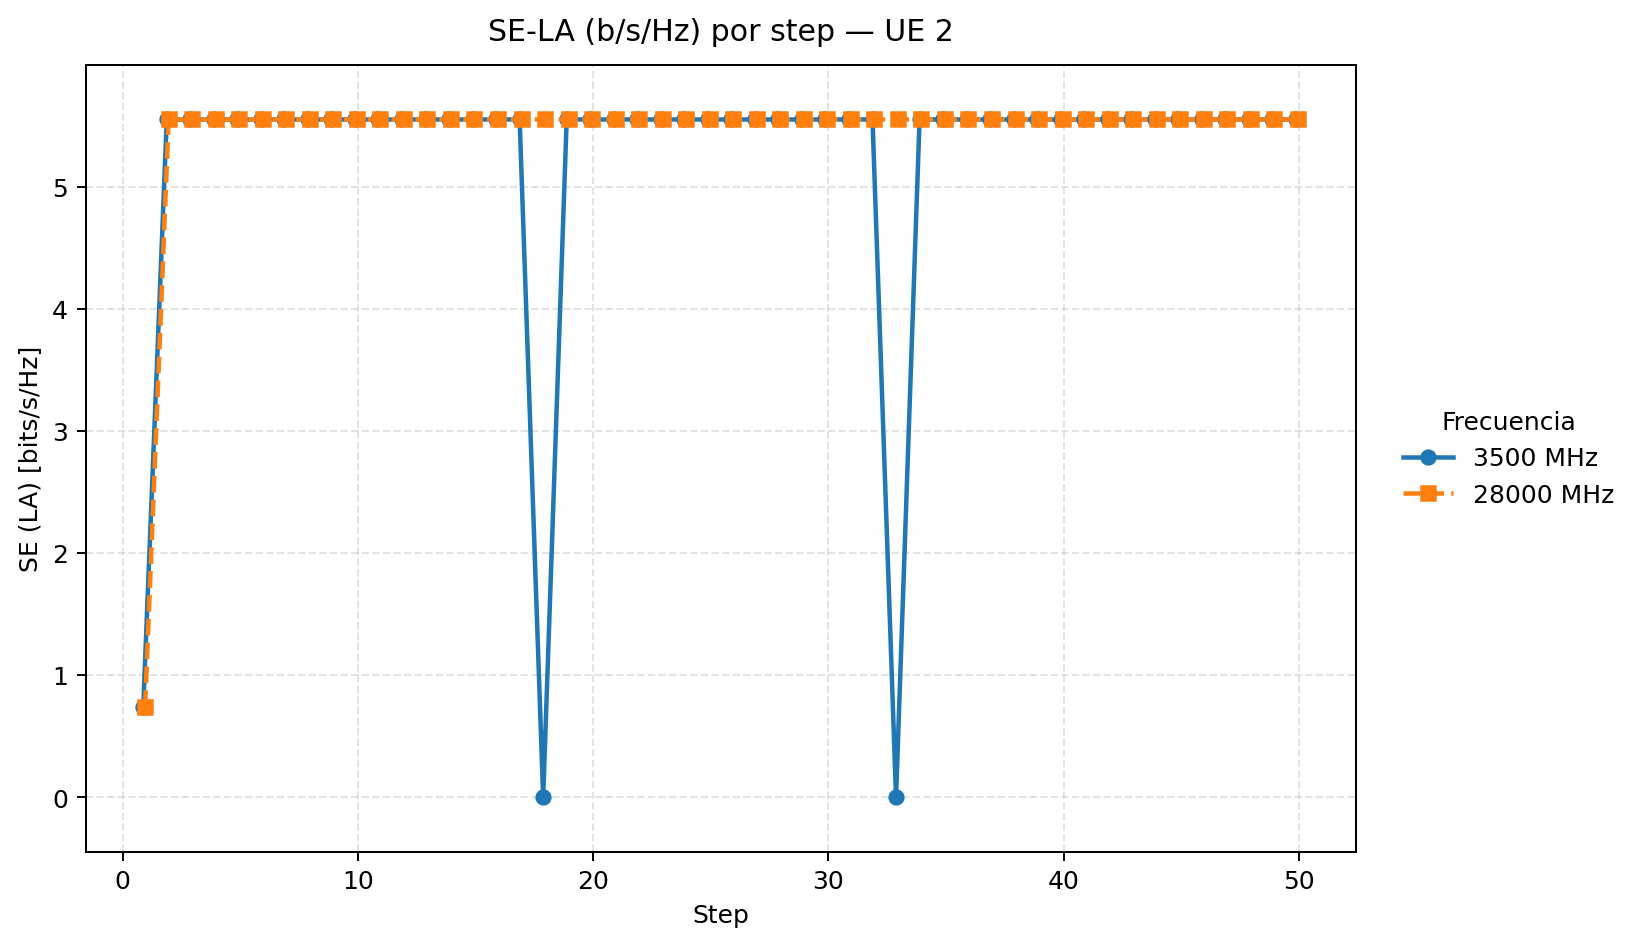 SE-LA (b/s/Hz) por step — UE 2
SE (LA) [bits/s/Hz]
5
4
3
2
1
0
0 10 20 30 40 50
Step
Frecuencia
3500 MHz
28000 MHz